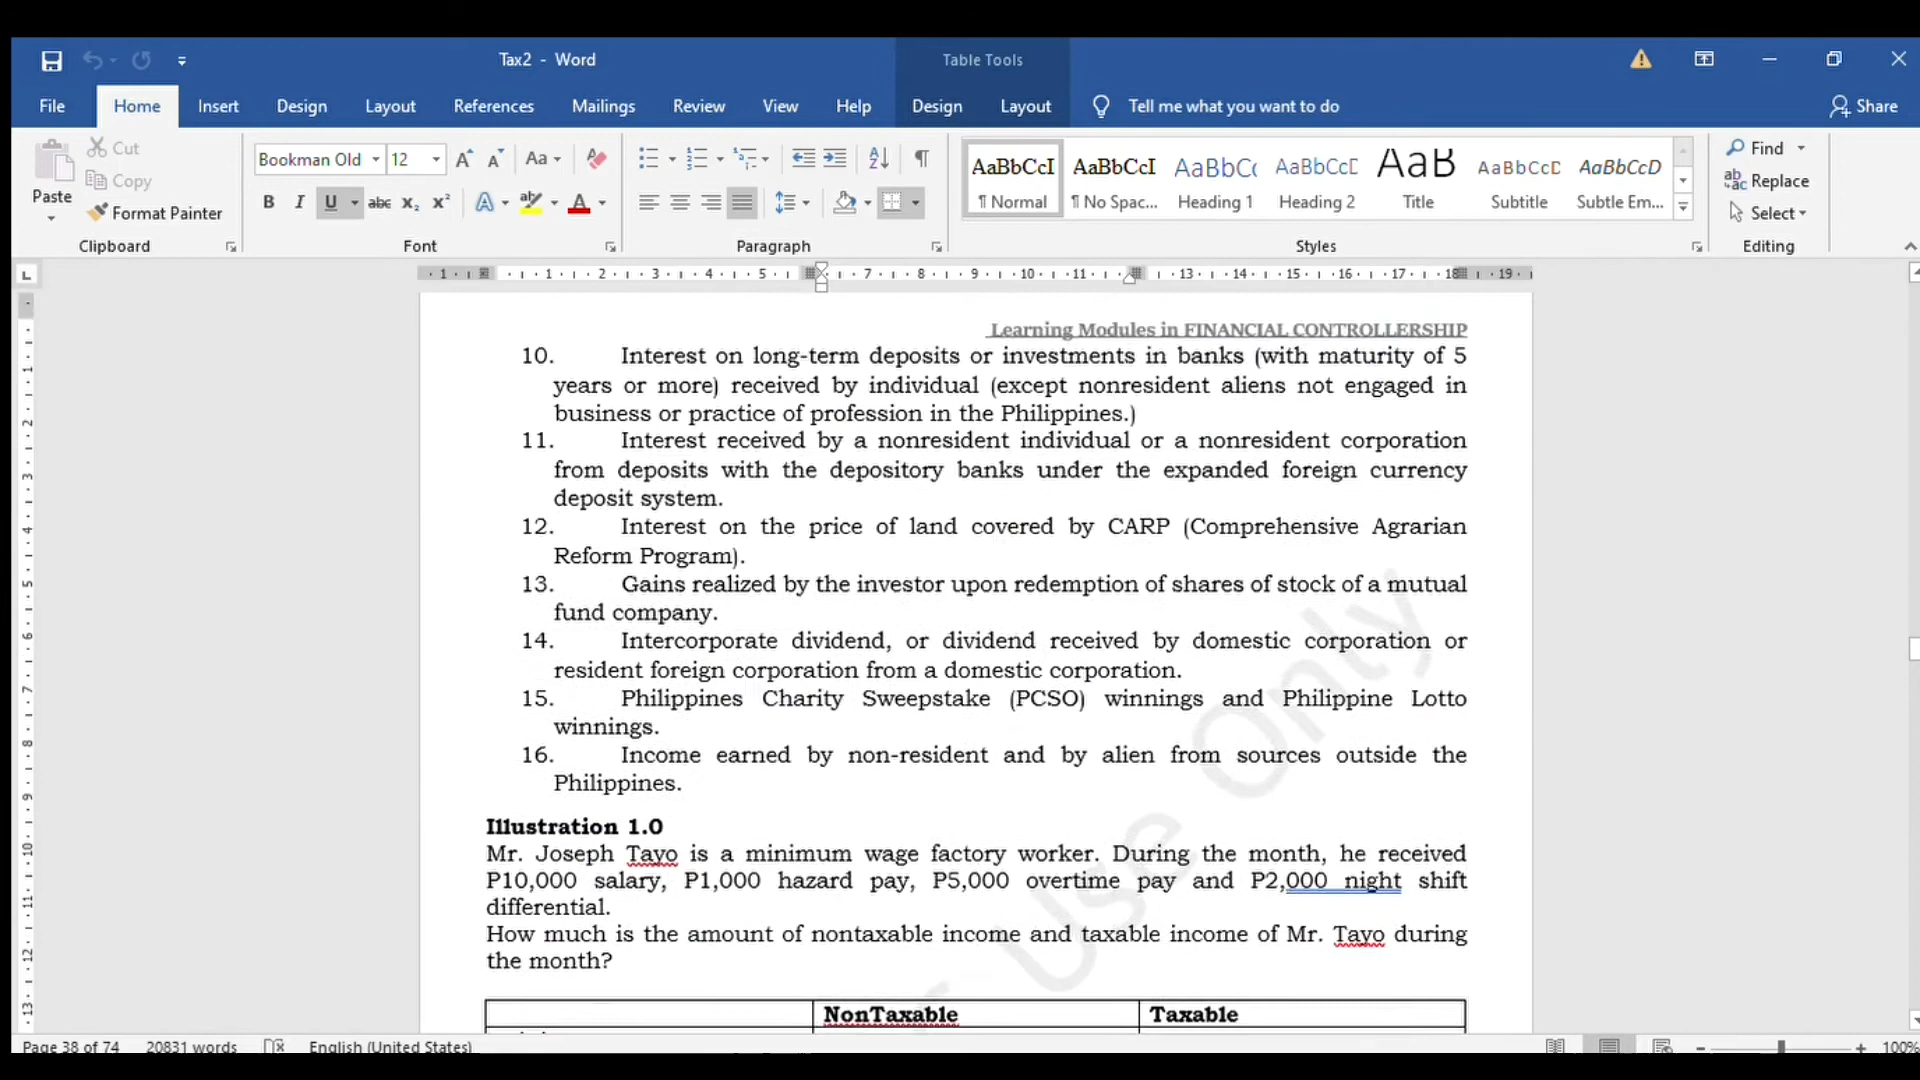 Tax2 - Word
Table Tools
File Home Insert Design Layout References Mailings Review View Help Design Layout Tell me what you want to do Share
Paste
Cut
Copy
Format Painter
Clipboard
Bookman Old 12
Font
Paragraph
AaBbCcI AaBbCcI AaBbCc AaBbCcD AaB AaBbCcD AaBbCcD
¶ Normal ¶ No Spac... Heading 1 Heading 2 Title Subtitle Subtle Em...
Styles
Find
Replace
Select
Editing
Learning Modules in FINANCIAL CONTROLLERSHIP
10. Interest on long-term deposits or investments in banks (with maturity of 5
years or more) received by individual (except nonresident aliens not engaged in
business or practice of profession in the Philippines.)
11. Interest received by a nonresident individual or a nonresident corporation
from deposits with the depository banks under the expanded foreign currency
deposit system.
12. Interest on the price of land covered by CARP (Comprehensive Agrarian
Reform Program).
13. Gains realized by the investor upon redemption of shares of stock of a mutual
fund company.
14. Intercorporate dividend, or dividend received by domestic corporation or
resident foreign corporation from a domestic corporation.
15. Philippines Charity Sweepstake (PCSO) winnings and Philippine Lotto
winnings.
16. Income earned by non-resident and by alien from sources outside the
Philippines.
Illustration 1.0
Mr. Joseph Tayo is a minimum wage factory worker. During the month, he received
P10,000 salary, P1,000 hazard pay, P5,000 overtime pay and P2,000 night shift
differential.
How much is the amount of nontaxable income and taxable income of Mr. Tayo during
the month?
NonTaxable Taxable
Use Only
Page 38 of 74 20831 words English (United States) 100%